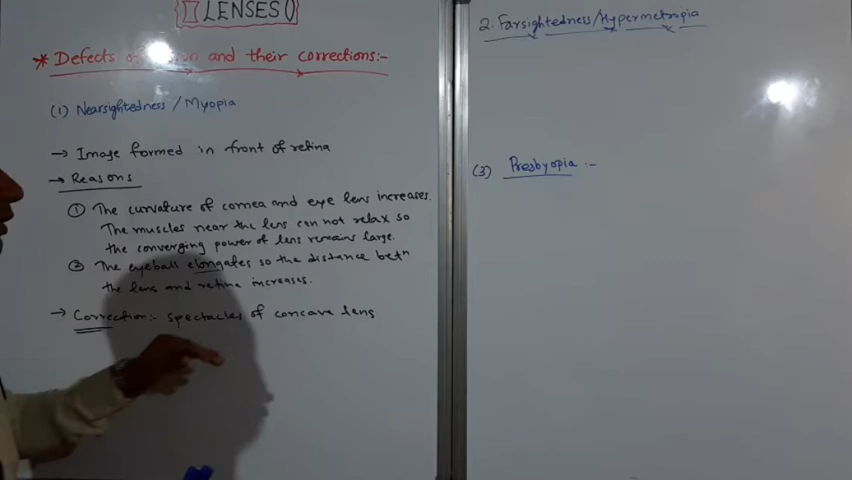 LENSES()
* Defects and their corrections:-
(1) Nearsightedness / Myopia
→ Image formed in front of retina
→ Reasons
① The curvature of cornea and eye lens increases.
The muscles near the lens can not relax so
the converging power of lens remains large.
② The eyeball elongates so the distance betn
the lens and retina increases.
→ Correction:- spectacles of concave lens
2. Farsightedness/Hypermetropia
(3) Presbyopia :-